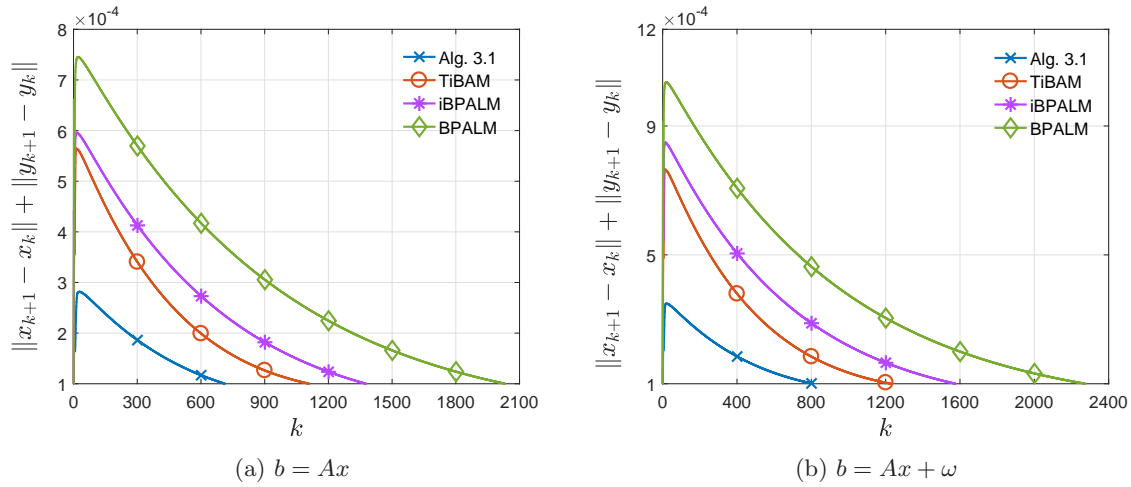 ×10⁻⁴
8
7
6
5
4
3
2
1
0 300 600 900 1200 1500 1800 2100
‖x_{k+1} − x_k‖ + ‖y_{k+1} − y_k‖
k
Alg. 3.1
TiBAM
iBPALM
BPALM
(a) b = Ax
×10⁻⁴
12
9
5
1
0 400 800 1200 1600 2000 2400
‖x_{k+1} − x_k‖ + ‖y_{k+1} − y_k‖
k
Alg. 3.1
TiBAM
iBPALM
BPALM
(b) b = Ax + ω